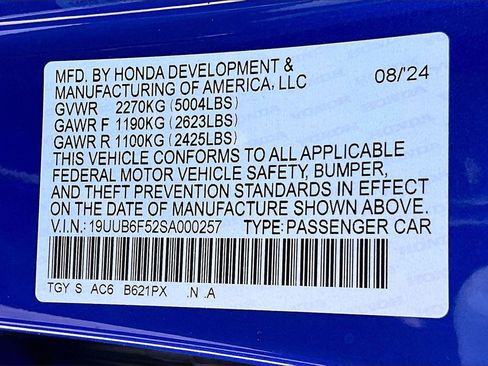 MFD. BY HONDA DEVELOPMENT &
MANUFACTURING OF AMERICA, LLC 08/'24
GVWR 2270KG (5004LBS)
GAWR F 1190KG (2623LBS)
GAWR R 1100KG (2425LBS)
THIS VEHICLE CONFORMS TO ALL APPLICABLE
FEDERAL MOTOR VEHICLE SAFETY, BUMPER,
AND THEFT PREVENTION STANDARDS IN EFFECT
ON THE DATE OF MANUFACTURE SHOWN ABOVE.
V.I.N.: 19UUB6F52SA000257 TYPE:PASSENGER CAR
TGY S AC6 B621PX .N .A